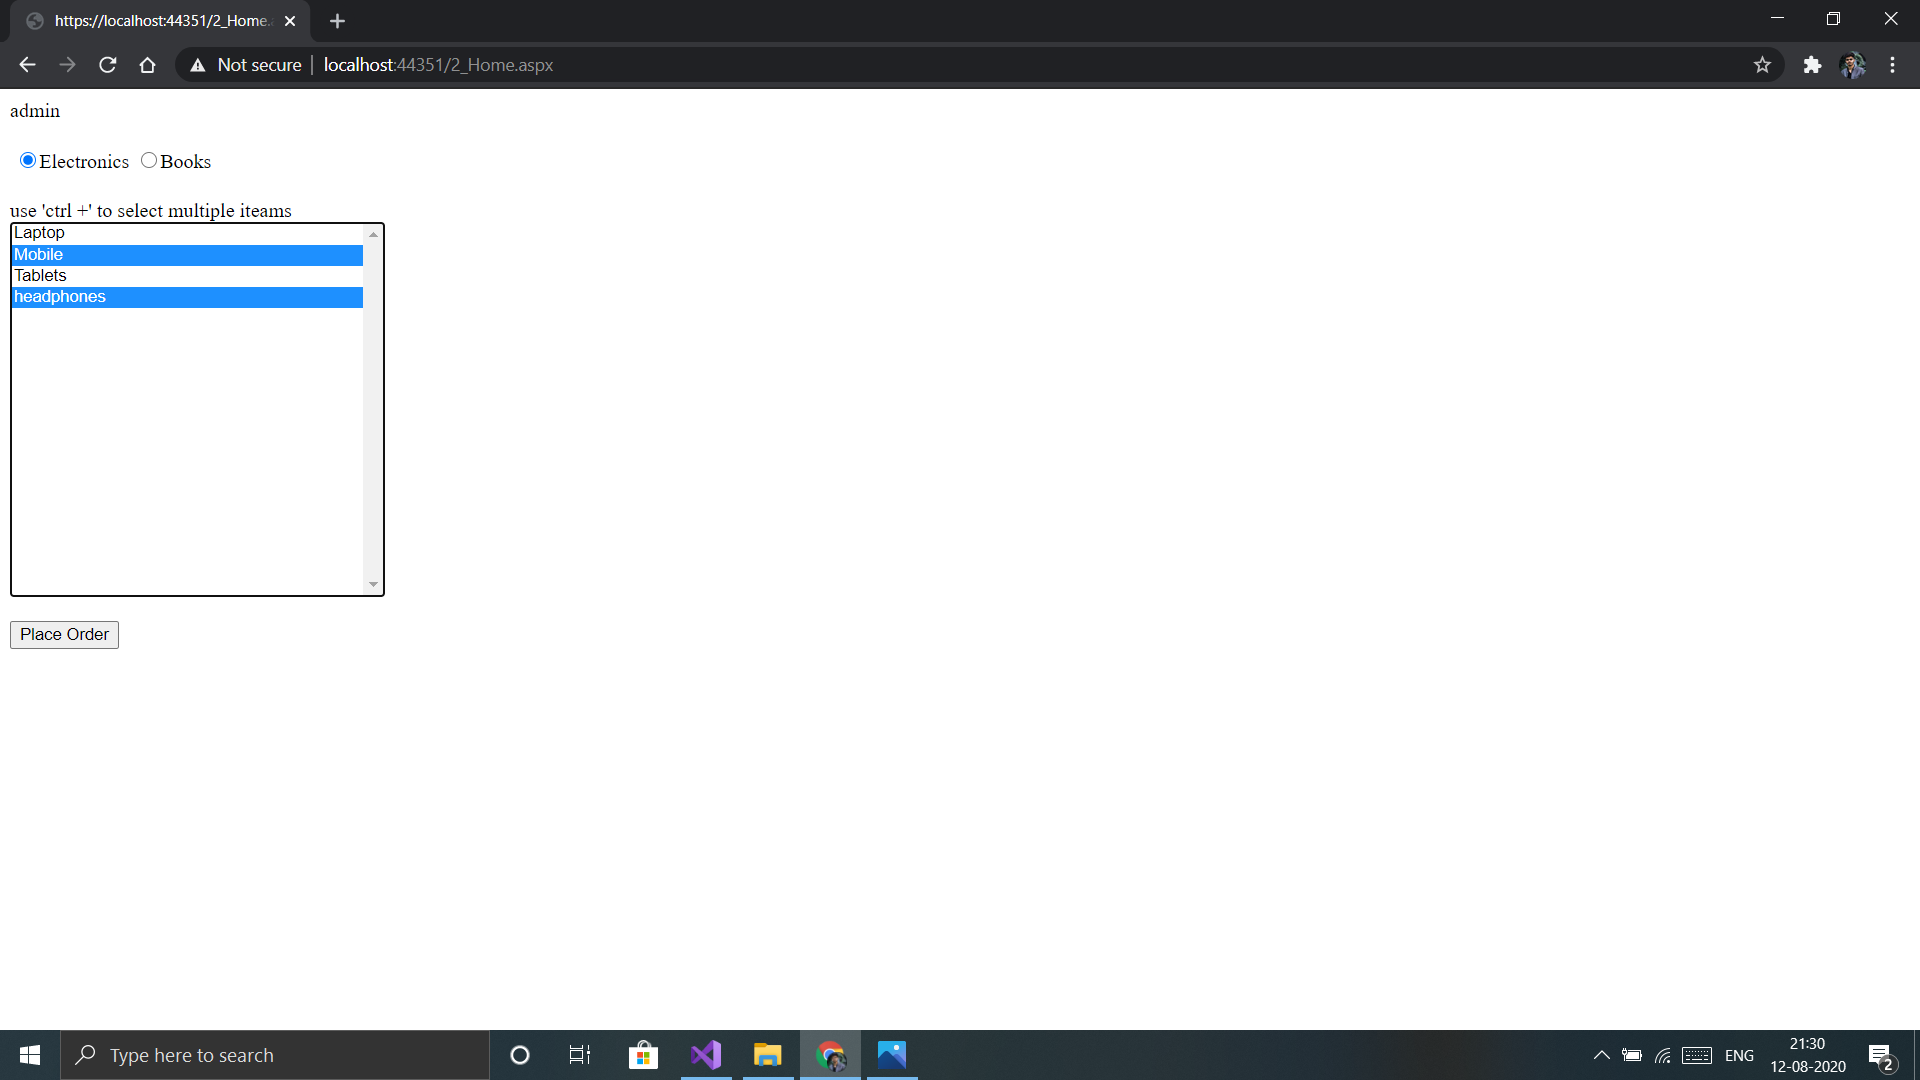 https://localhost:44351/2_Home.
Not secure
localhost:44351/2_Home.aspx
admin
Electronics
Books
use 'ctrl +' to select multiple iteams
Laptop
Mobile
Tablets
headphones
Place Order
Type here to search
ENG
21:30
12-08-2020
2